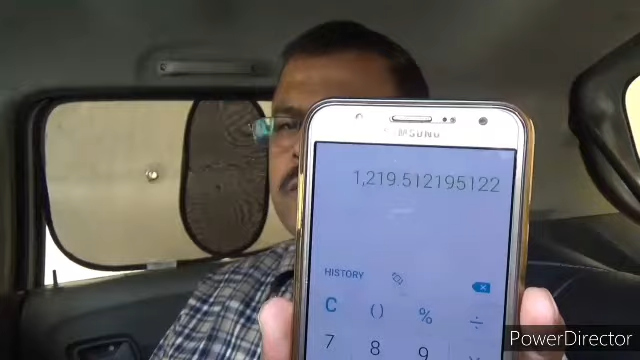 SAMSUNG
1,219.512195122
HISTORY
C () % ÷
7 8 9
PowerDirector